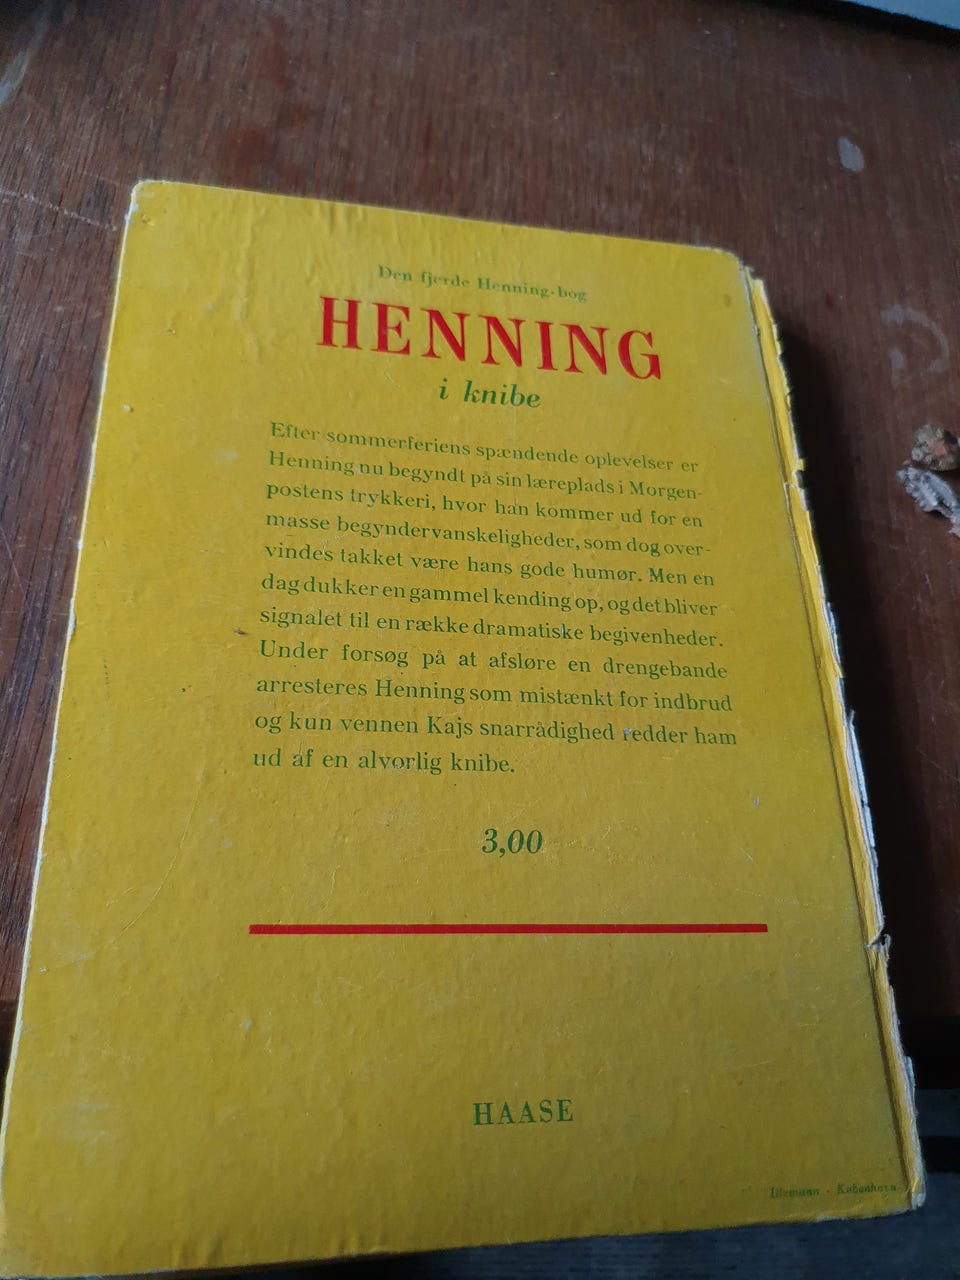 Den fjerde Henning-bog
HENNING
i knibe
Efter sommerferiens spændende oplevelser er
Henning nu begyndt på sin læreplads i Morgen-
postens trykkeri, hvor han kommer ud for en
masse begyndervanskeligheder, som dog over-
vindes takket være hans gode humør. Men en
dag dukker en gammel kending op, og det bliver
signalet til en række dramatiske begivenheder.
Under forsøg på at afsløre en drengebande
arresteres Henning som mistænkt for indbrud
og kun vennen Kajs snarrådighed redder ham
ud af en alvorlig knibe.
3,00
HAASE
Illemann - København